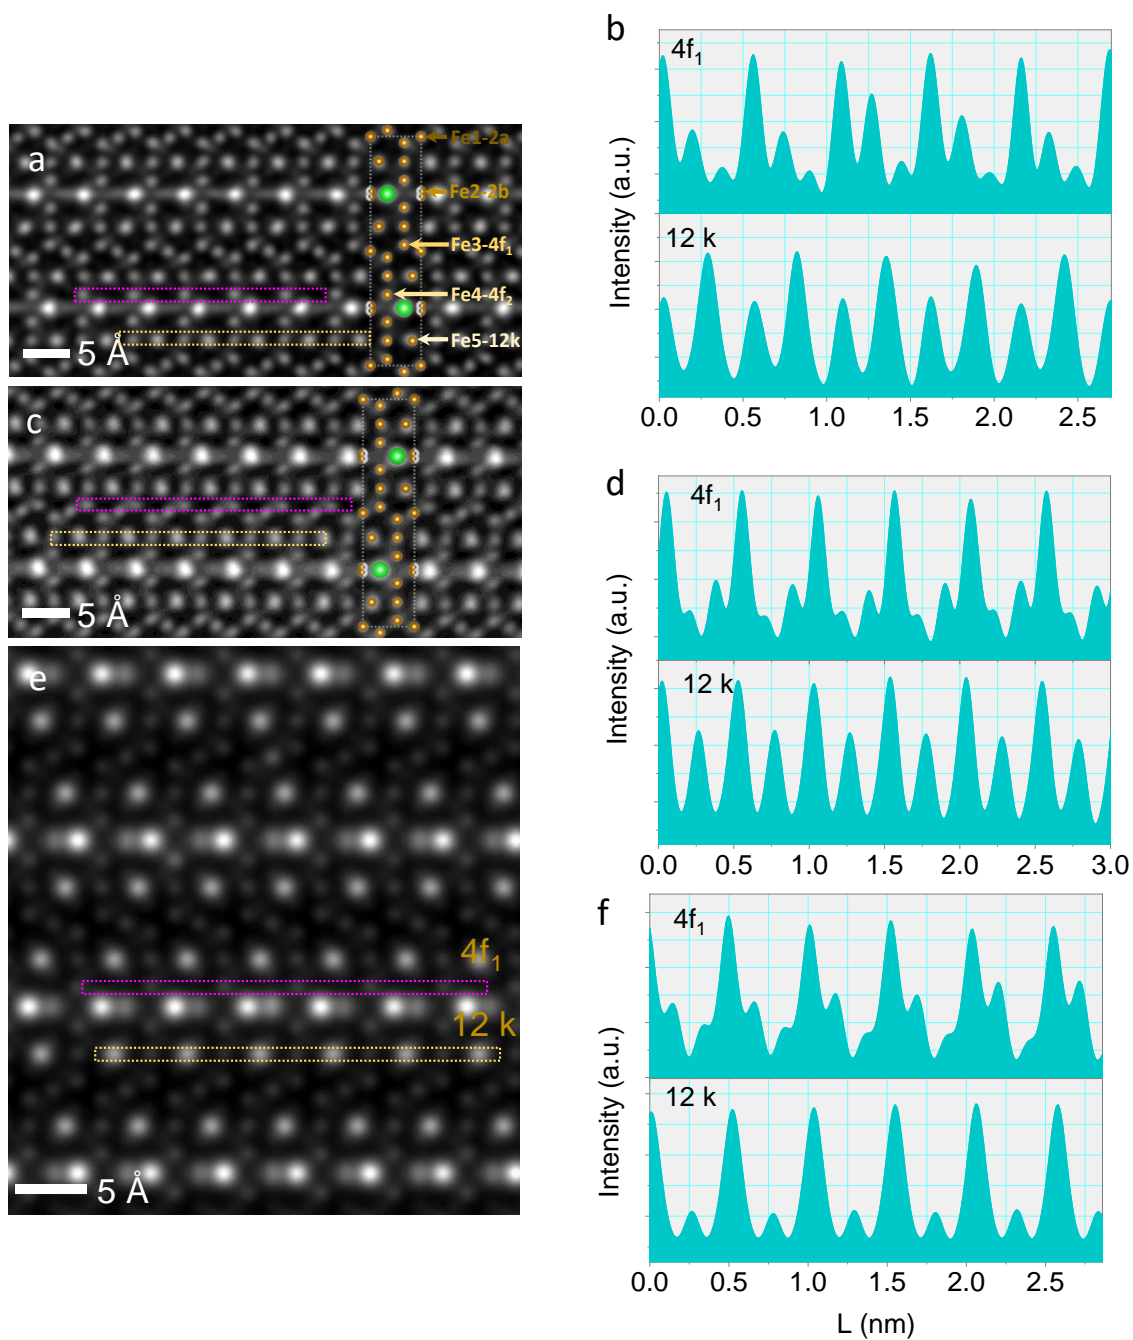 a
Fe1-2a
Fe2-2b
Fe3-4f₁
Fe4-4f₂
Fe5-12k
5 Å
b
4f₁
12 k
Intensity (a.u.)
0.0 0.5 1.0 1.5 2.0 2.5
c
5 Å
d
4f₁
12 k
Intensity (a.u.)
0.0 0.5 1.0 1.5 2.0 2.5 3.0
e
4f₁
12 k
5 Å
f
4f₁
12 k
Intensity (a.u.)
0.0 0.5 1.0 1.5 2.0 2.5
L (nm)